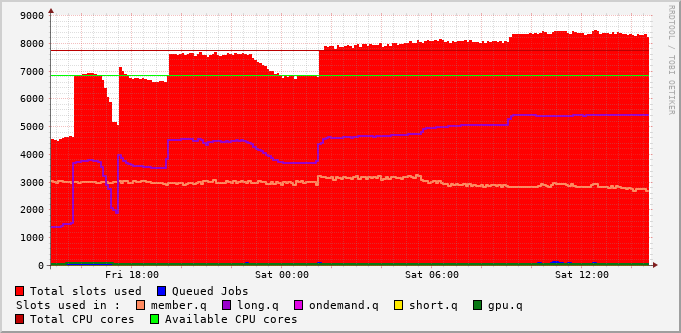 9000
8000
7000
6000
5000
4000
3000
2000
1000
0
Fri 18:00 Sat 00:00 Sat 06:00 Sat 12:00
RRDTOOL / TOBI OETIKER
Total slots used Queued Jobs
Slots used in : member.q long.q ondemand.q short.q gpu.q
Total CPU cores Available CPU cores